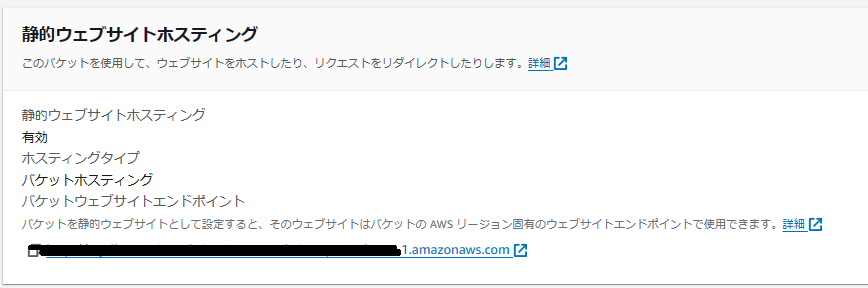 静的ウェブサイトホスティング
このバケットを使用して、ウェブサイトをホストしたり、リクエストをリダイレクトしたりします。詳細
静的ウェブサイトホスティング
有効
ホスティングタイプ
バケットホスティング
バケットウェブサイトエンドポイント
バケットを静的ウェブサイトとして設定すると、そのウェブサイトはバケットの AWS リージョン固有のウェブサイトエンドポイントで使用できます。詳細
1.amazonaws.com